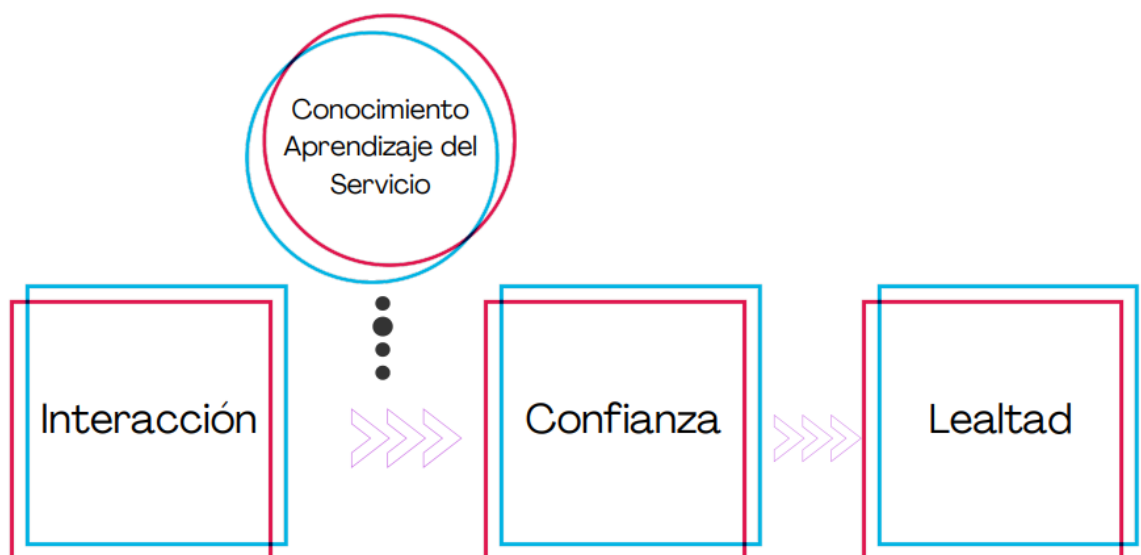 Conocimiento
Aprendizaje del
Servicio
Interacción
Confianza
Lealtad